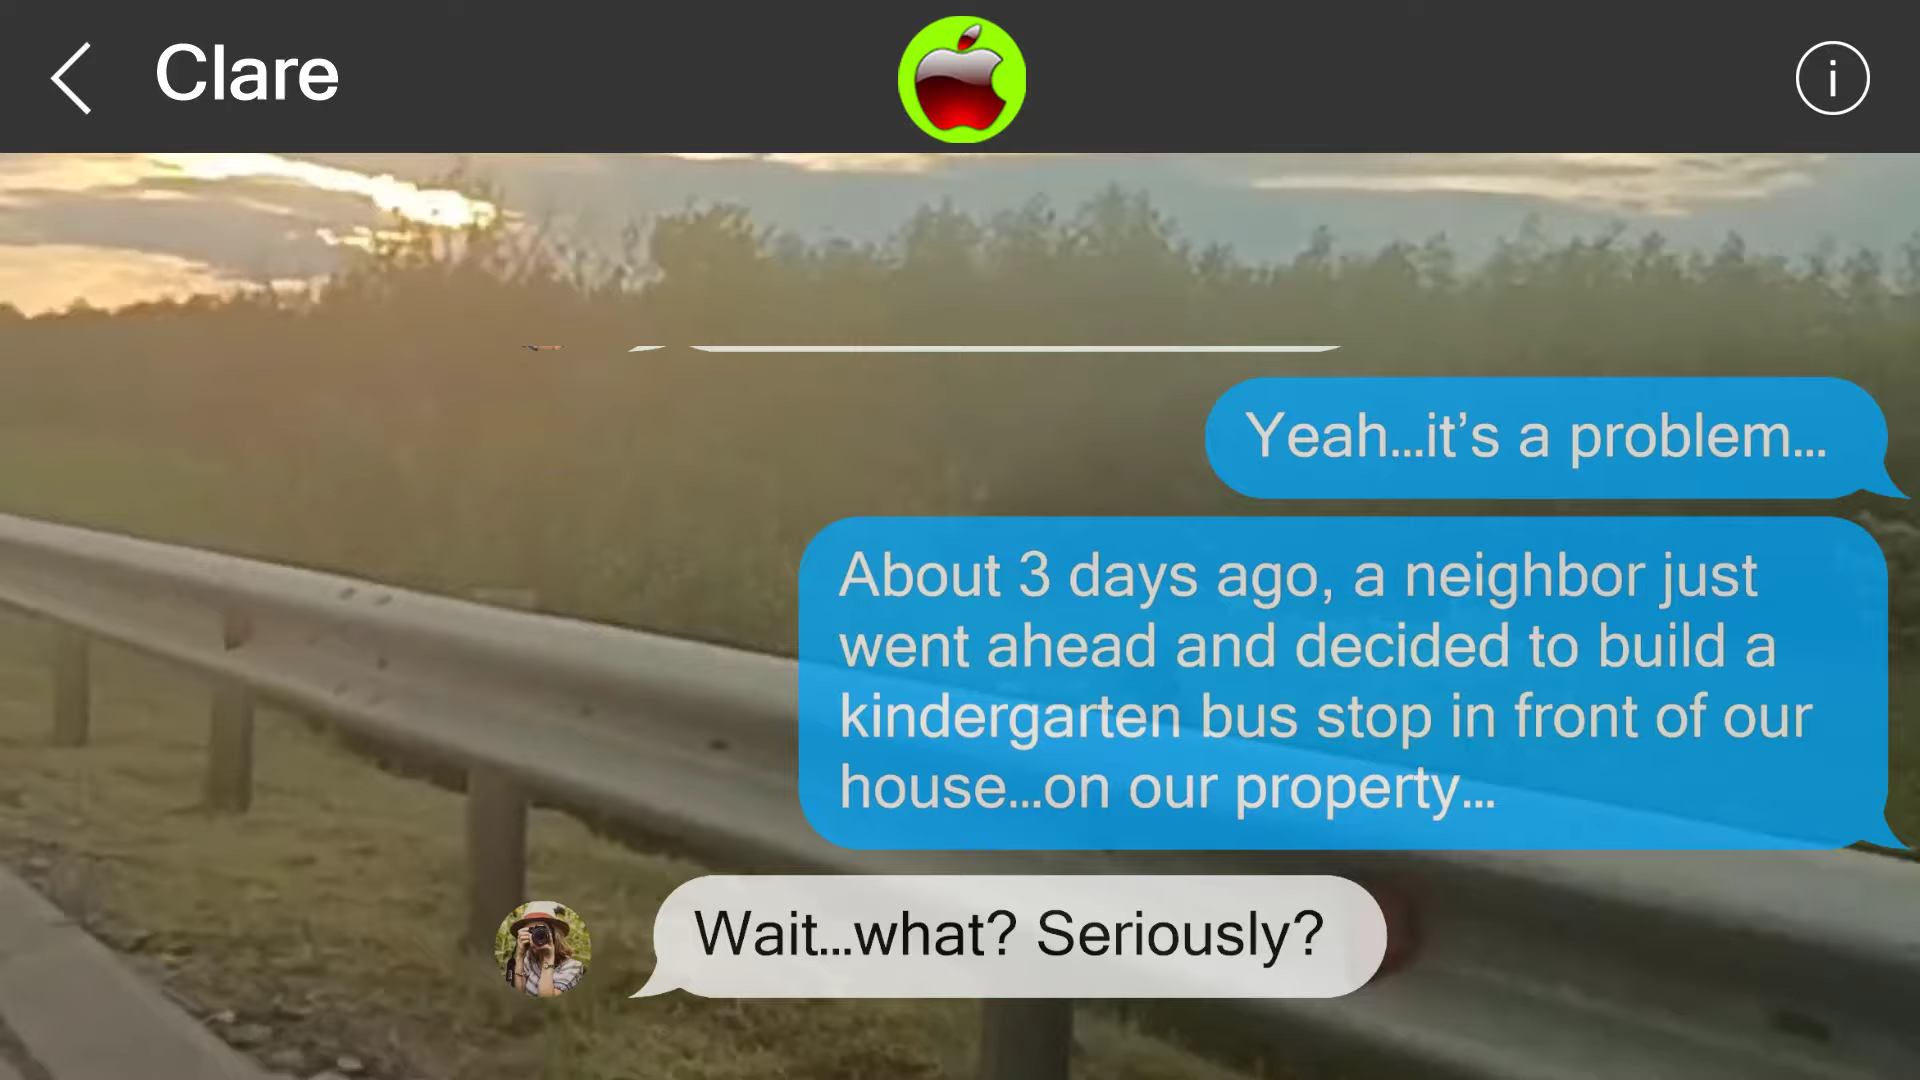 Clare
Yeah...it’s a problem...
About 3 days ago, a neighbor just
went ahead and decided to build a
kindergarten bus stop in front of our
house...on our property...
Wait...what? Seriously?